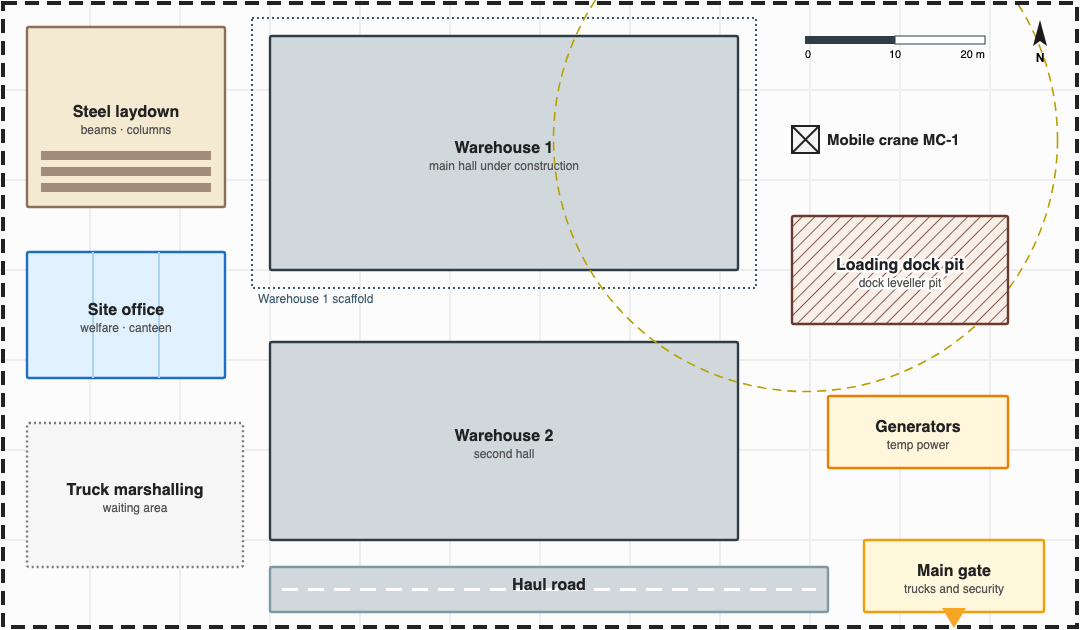 0 10 20 m
N
Steel laydown
beams · columns
Warehouse 1
main hall under construction
Mobile crane MC-1
Loading dock pit
dock leveller pit
Warehouse 1 scaffold
Site office
welfare · canteen
Warehouse 2
second hall
Generators
temp power
Truck marshalling
waiting area
Haul road
Main gate
trucks and security